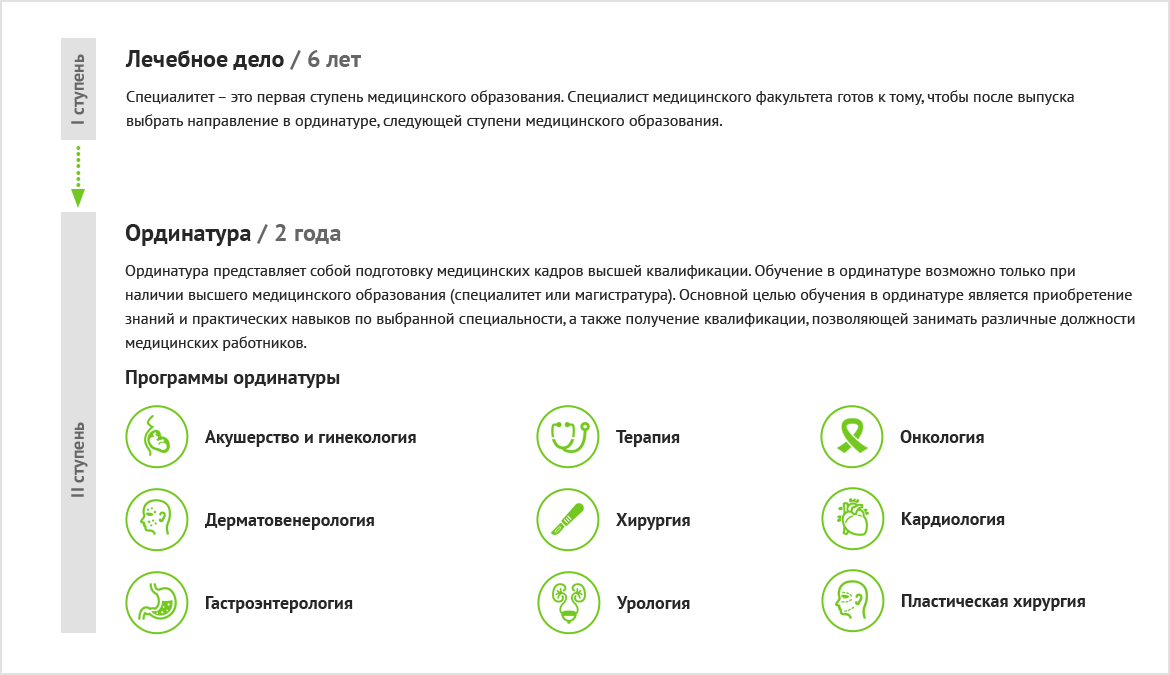 I ступень
Лечебное дело / 6 лет
Специалитет – это первая ступень медицинского образования. Специалист медицинского факультета готов к тому, чтобы после выпуска
выбрать направление в ординатуре, следующей ступени медицинского образования.
II ступень
Ординатура / 2 года
Ординатура представляет собой подготовку медицинских кадров высшей квалификации. Обучение в ординатуре возможно только при
наличии высшего медицинского образования (специалитет или магистратура). Основной целью обучения в ординатуре является приобретение
знаний и практических навыков по выбранной специальности, а также получение квалификации, позволяющей занимать различные должности
медицинских работников.
Программы ординатуры
Акушерство и гинекология
Терапия
Онкология
Дерматовенерология
Хирургия
Кардиология
Гастроэнтерология
Урология
Пластическая хирургия